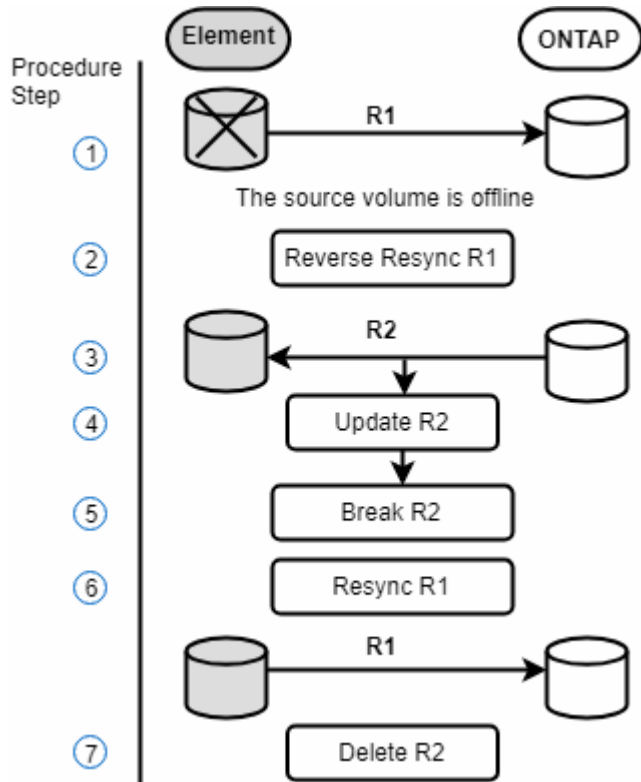 Element
ONTAP
Procedure
Step
R1
1
The source volume is offline
2
Reverse Resync R1
R2
3
4
Update R2
5
Break R2
6
Resync R1
R1
7
Delete R2